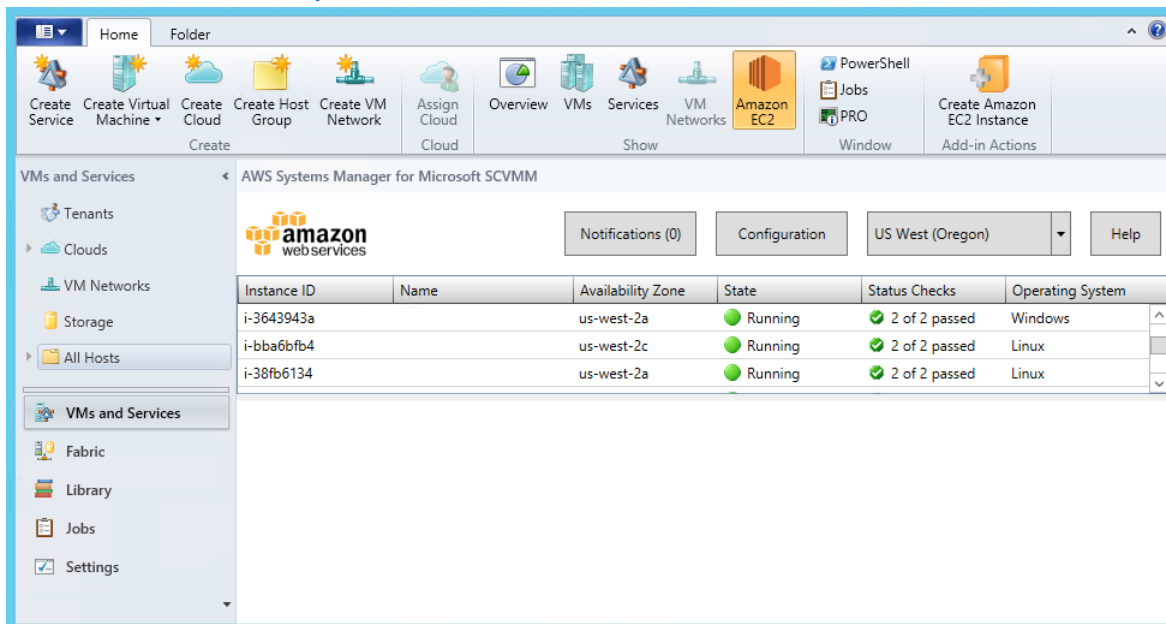 Home Folder
Create Service
Create Virtual Machine
Create Cloud
Create Host Group
Create VM Network
Assign Cloud
Overview
VMs
Services
VM Networks
Amazon EC2
PowerShell
Jobs
PRO
Create Amazon EC2 Instance
Create Cloud Show Window Add-in Actions
VMs and Services
Tenants
Clouds
VM Networks
Storage
All Hosts
VMs and Services
Fabric
Library
Jobs
Settings
AWS Systems Manager for Microsoft SCVMM
amazon
webservices
Notifications (0) Configuration US West (Oregon) Help
Instance ID Name Availability Zone State Status Checks Operating System
i-3643943a us-west-2a Running 2 of 2 passed Windows
i-bba6bfb4 us-west-2c Running 2 of 2 passed Linux
i-38fb6134 us-west-2a Running 2 of 2 passed Linux